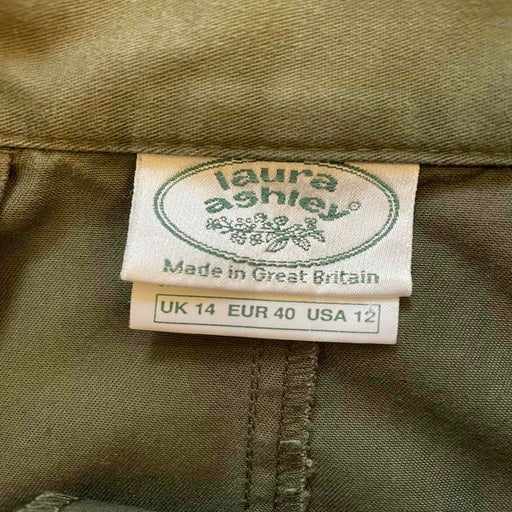 laura
ashley©
Made in Great Britain
UK 14 EUR 40 USA 12